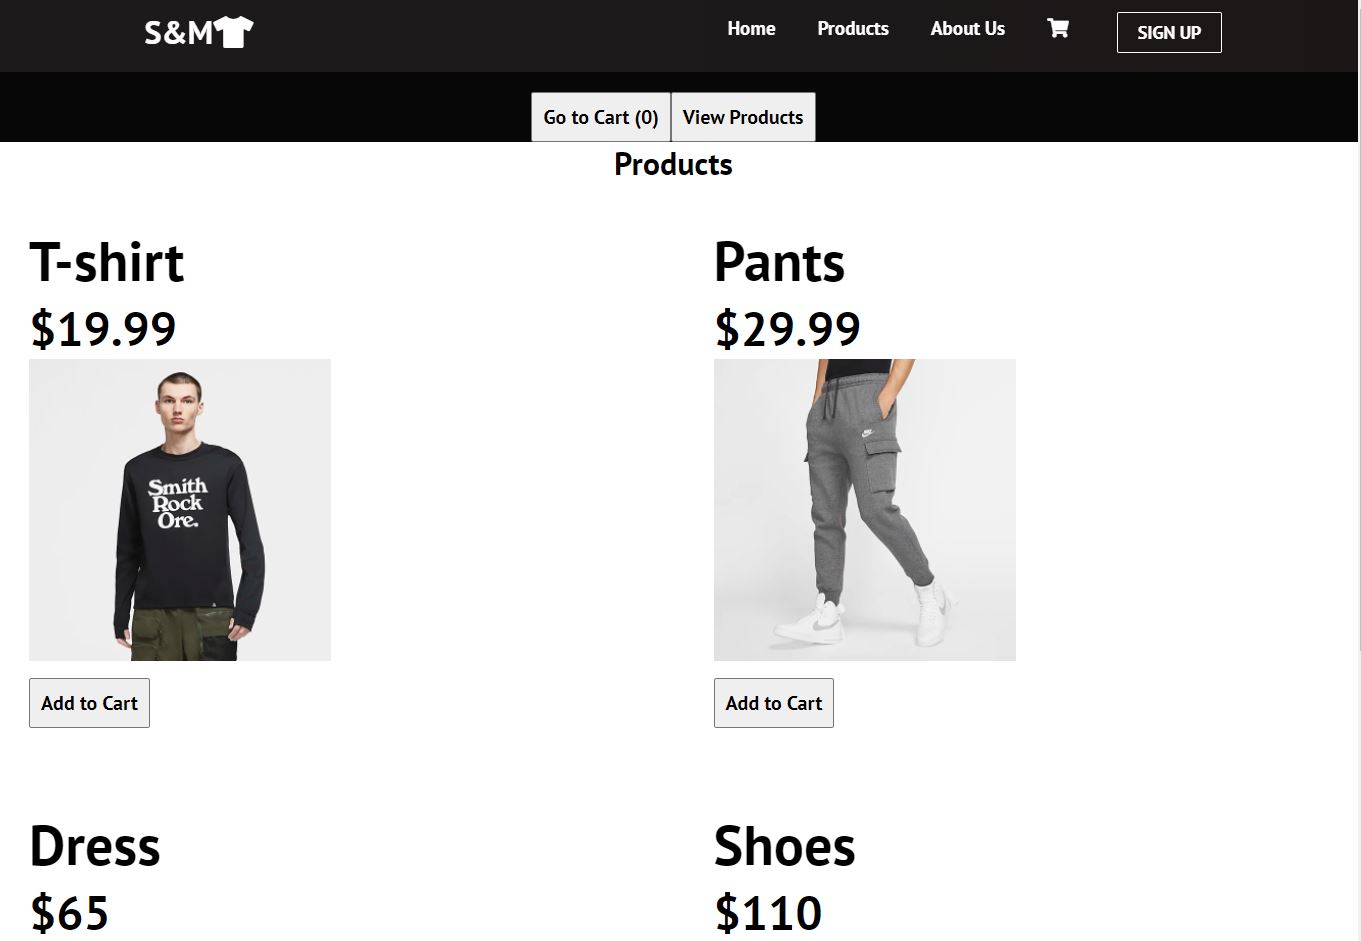 S&M
Home Products About Us SIGN UP
Go to Cart (0) View Products
Products
T-shirt
$19.99
Smith
Rock
Ore.
Add to Cart
Pants
$29.99
Add to Cart
Dress
$65
Shoes
$110